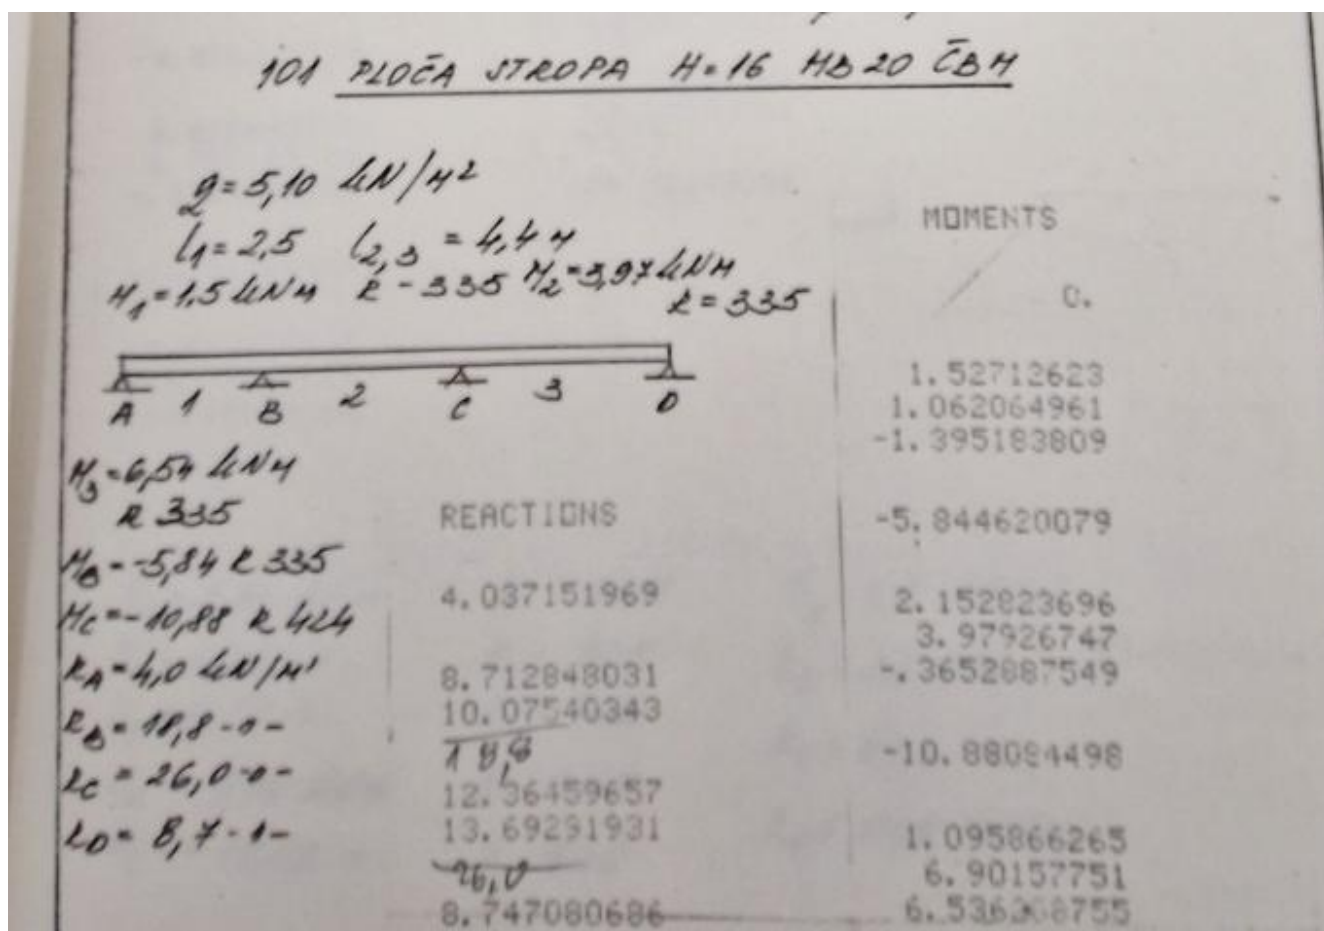 101 PLOČA STROPA H=16 MB 20 ČBM
g=5,10 kN/m²
l1=2,5 l2,3 = 4,4 m
M1=1.5 kNm R-335 M2=3,97 kNm
R=335
A 1 B 2 C 3 D
M3=6,54 kNm
R 335
MB=-5,84 R 335
MC=-10,88 R 424
RA=4,0 kN/m'
RB=18,8 -"-
RC=26,0 -"-
RD=8,7 -"-
REACTIONS
4.037151969
8.712848031
10.07540343
18,8
12.36459657
13.69291931
26,0
8.747080686
MOMENTS
0.
1.52712623
1.062064961
-1.395183809
-5.844620079
2.152823696
3.97926747
-.3652887549
-10.88084498
1.095866265
6.90157751
6.536368755